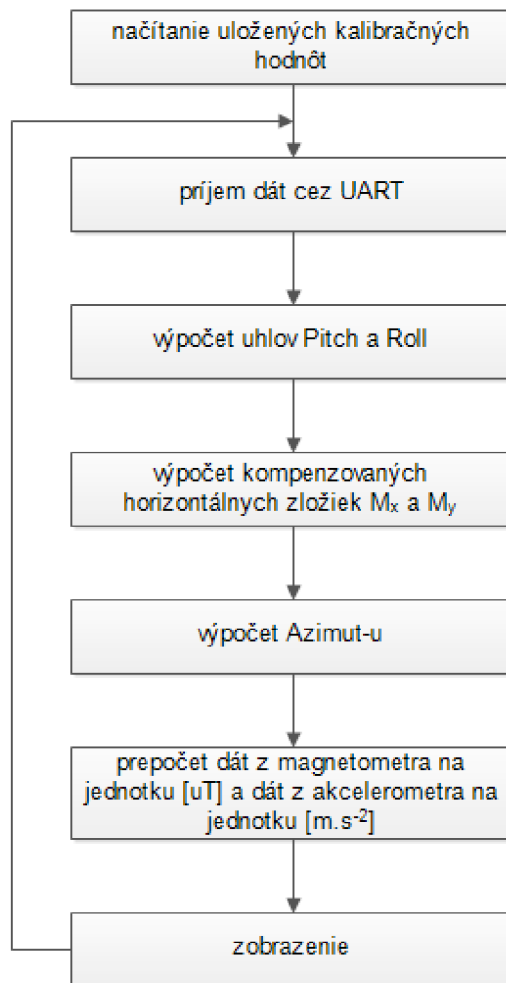 načítanie uložených kalibračných
hodnôt
príjem dát cez UART
výpočet uhlov Pitch a Roll
výpočet kompenzovaných
horizontálnych zložiek Mₓ a Mᵧ
výpočet Azimut-u
prepočet dát z magnetometra na
jednotku [uT] a dát z akcelerometra na
jednotku [m.s⁻²]
zobrazenie